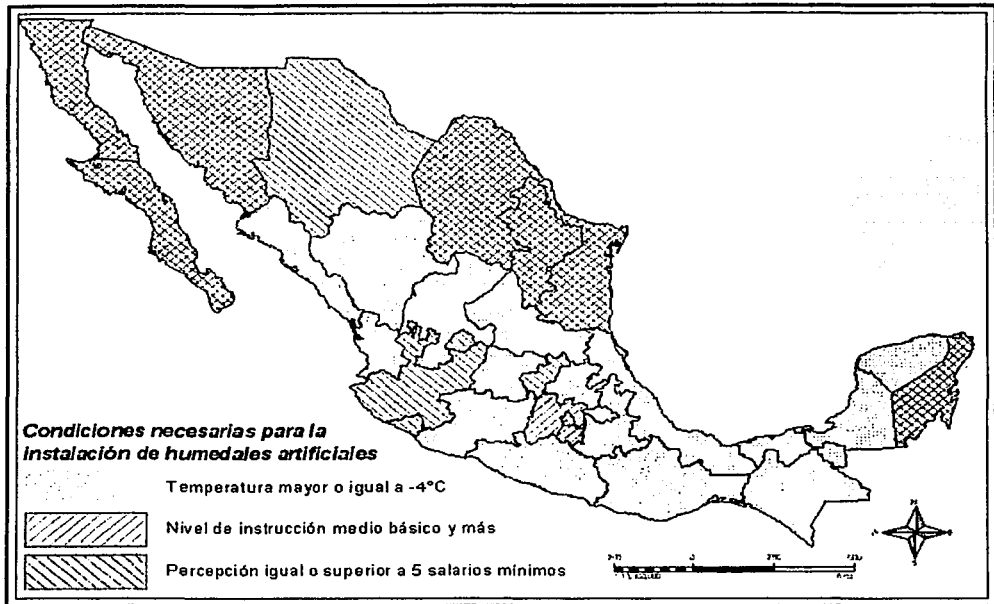 Condiciones necesarias para la
instalación de humedales artificiales
Temperatura mayor o igual a -4°C
Nivel de instrucción medio básico y más
Percepción igual o superior a 5 salarios mínimos